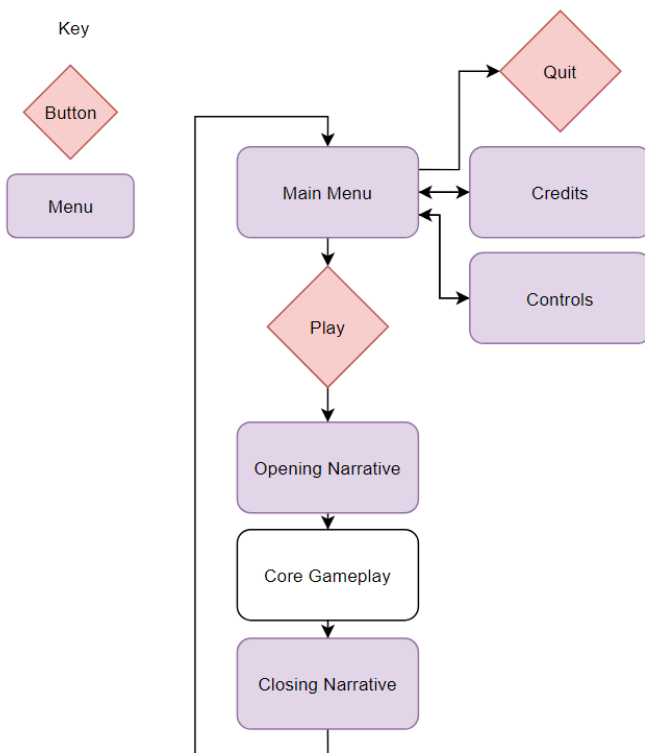 Key
Button
Menu
Quit
Main Menu
Credits
Controls
Play
Opening Narrative
Core Gameplay
Closing Narrative